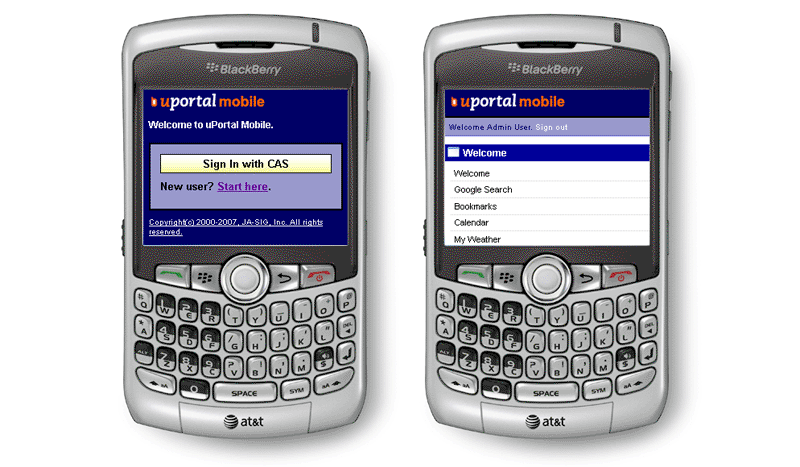 BlackBerry
uportal mobile
Welcome to uPortal Mobile.
Sign In with CAS
New user? Start here.
Copyright(c) 2000-2007, JA-SIG, Inc. All rights
reserved.
SPACE
SYM
at&t
BlackBerry
uportal mobile
Welcome Admin User. Sign out
Welcome
Welcome
Google Search
Bookmarks
Calendar
My Weather
SPACE
SYM
at&t